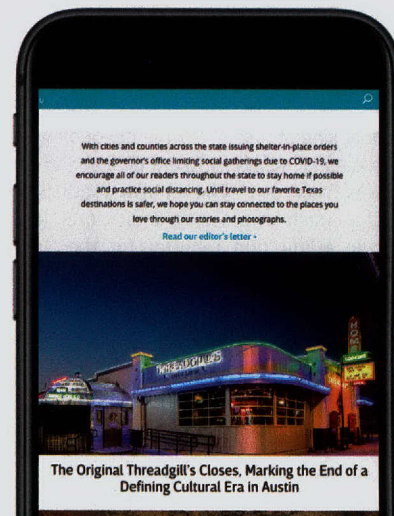 With cities and counties across the state issuing shelter-in-place orders
and the governor's office limiting social gatherings due to COVID-19, we
encourage all of our readers throughout the state to stay home if possible
and practice social distancing. Until travel to our favorite Texas
destinations is safer, we hope you can stay connected to the places you
love through our stories and photographs.
Read our editor's letter -
THREADGILL'S
HOME
The Original Threadgill's Closes, Marking the End of a
Defining Cultural Era in Austin